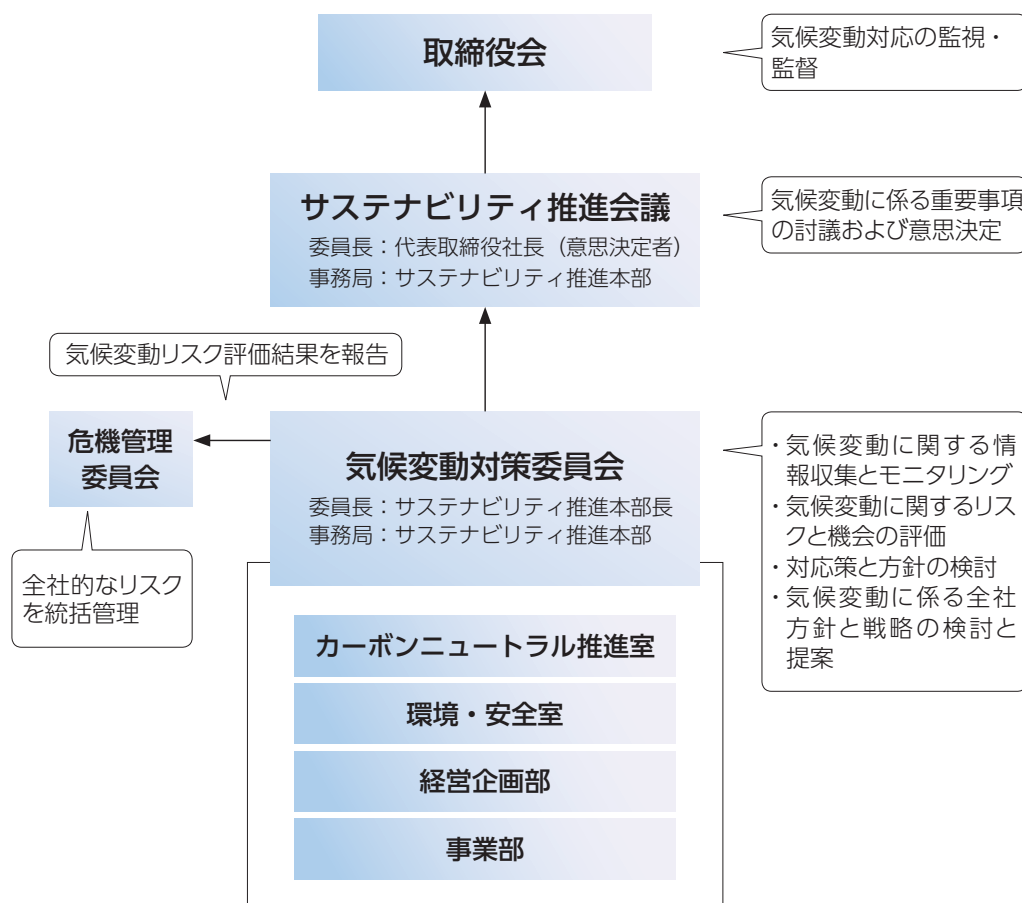 取締役会
気候変動対応の監視・
監督
サステナビリティ推進会議
委員長：代表取締役社長（意思決定者）
事務局：サステナビリティ推進本部
気候変動に係る重要事項
の討議および意思決定
気候変動リスク評価結果を報告
危機管理
委員会
気候変動対策委員会
委員長：サステナビリティ推進本部長
事務局：サステナビリティ推進本部
・気候変動に関する情
報収集とモニタリング
・気候変動に関するリス
クと機会の評価
・対応策と方針の検討
・気候変動に係る全社
方針と戦略の検討と
提案
全社的なリスク
を統括管理
カーボンニュートラル推進室
環境・安全室
経営企画部
事業部